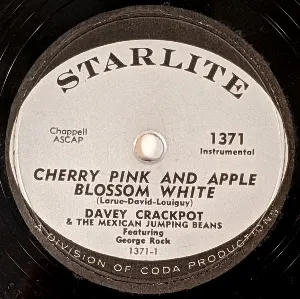 STARLITE
Chappell
ASCAP
1371
Instrumental
CHERRY PINK AND APPLE
BLOSSOM WHITE
(Larue-David-Louiguy)
DAVEY CRACKPOT
& THE MEXICAN JUMPING BEANS
Featuring
George Rock
1371-1
A DIVISION OF CODA PRODUCTIONS